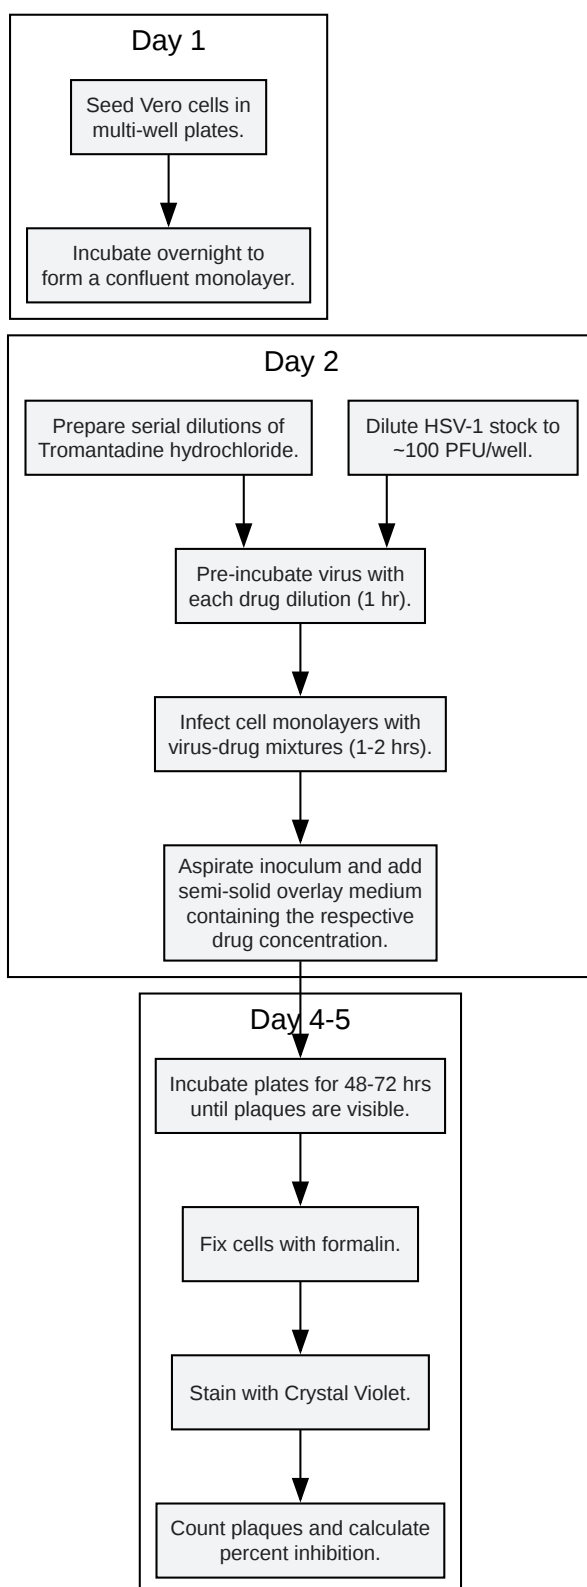 Day 1
Seed Vero cells in
multi-well plates.
Incubate overnight to
form a confluent monolayer.
Day 2
Prepare serial dilutions of
Tromantadine hydrochloride.
Dilute HSV-1 stock to
~100 PFU/well.
Pre-incubate virus with
each drug dilution (1 hr).
Infect cell monolayers with
virus-drug mixtures (1-2 hrs).
Aspirate inoculum and add
semi-solid overlay medium
containing the respective
drug concentration.
Day 4-5
Incubate plates for 48-72 hrs
until plaques are visible.
Fix cells with formalin.
Stain with Crystal Violet.
Count plaques and calculate
percent inhibition.